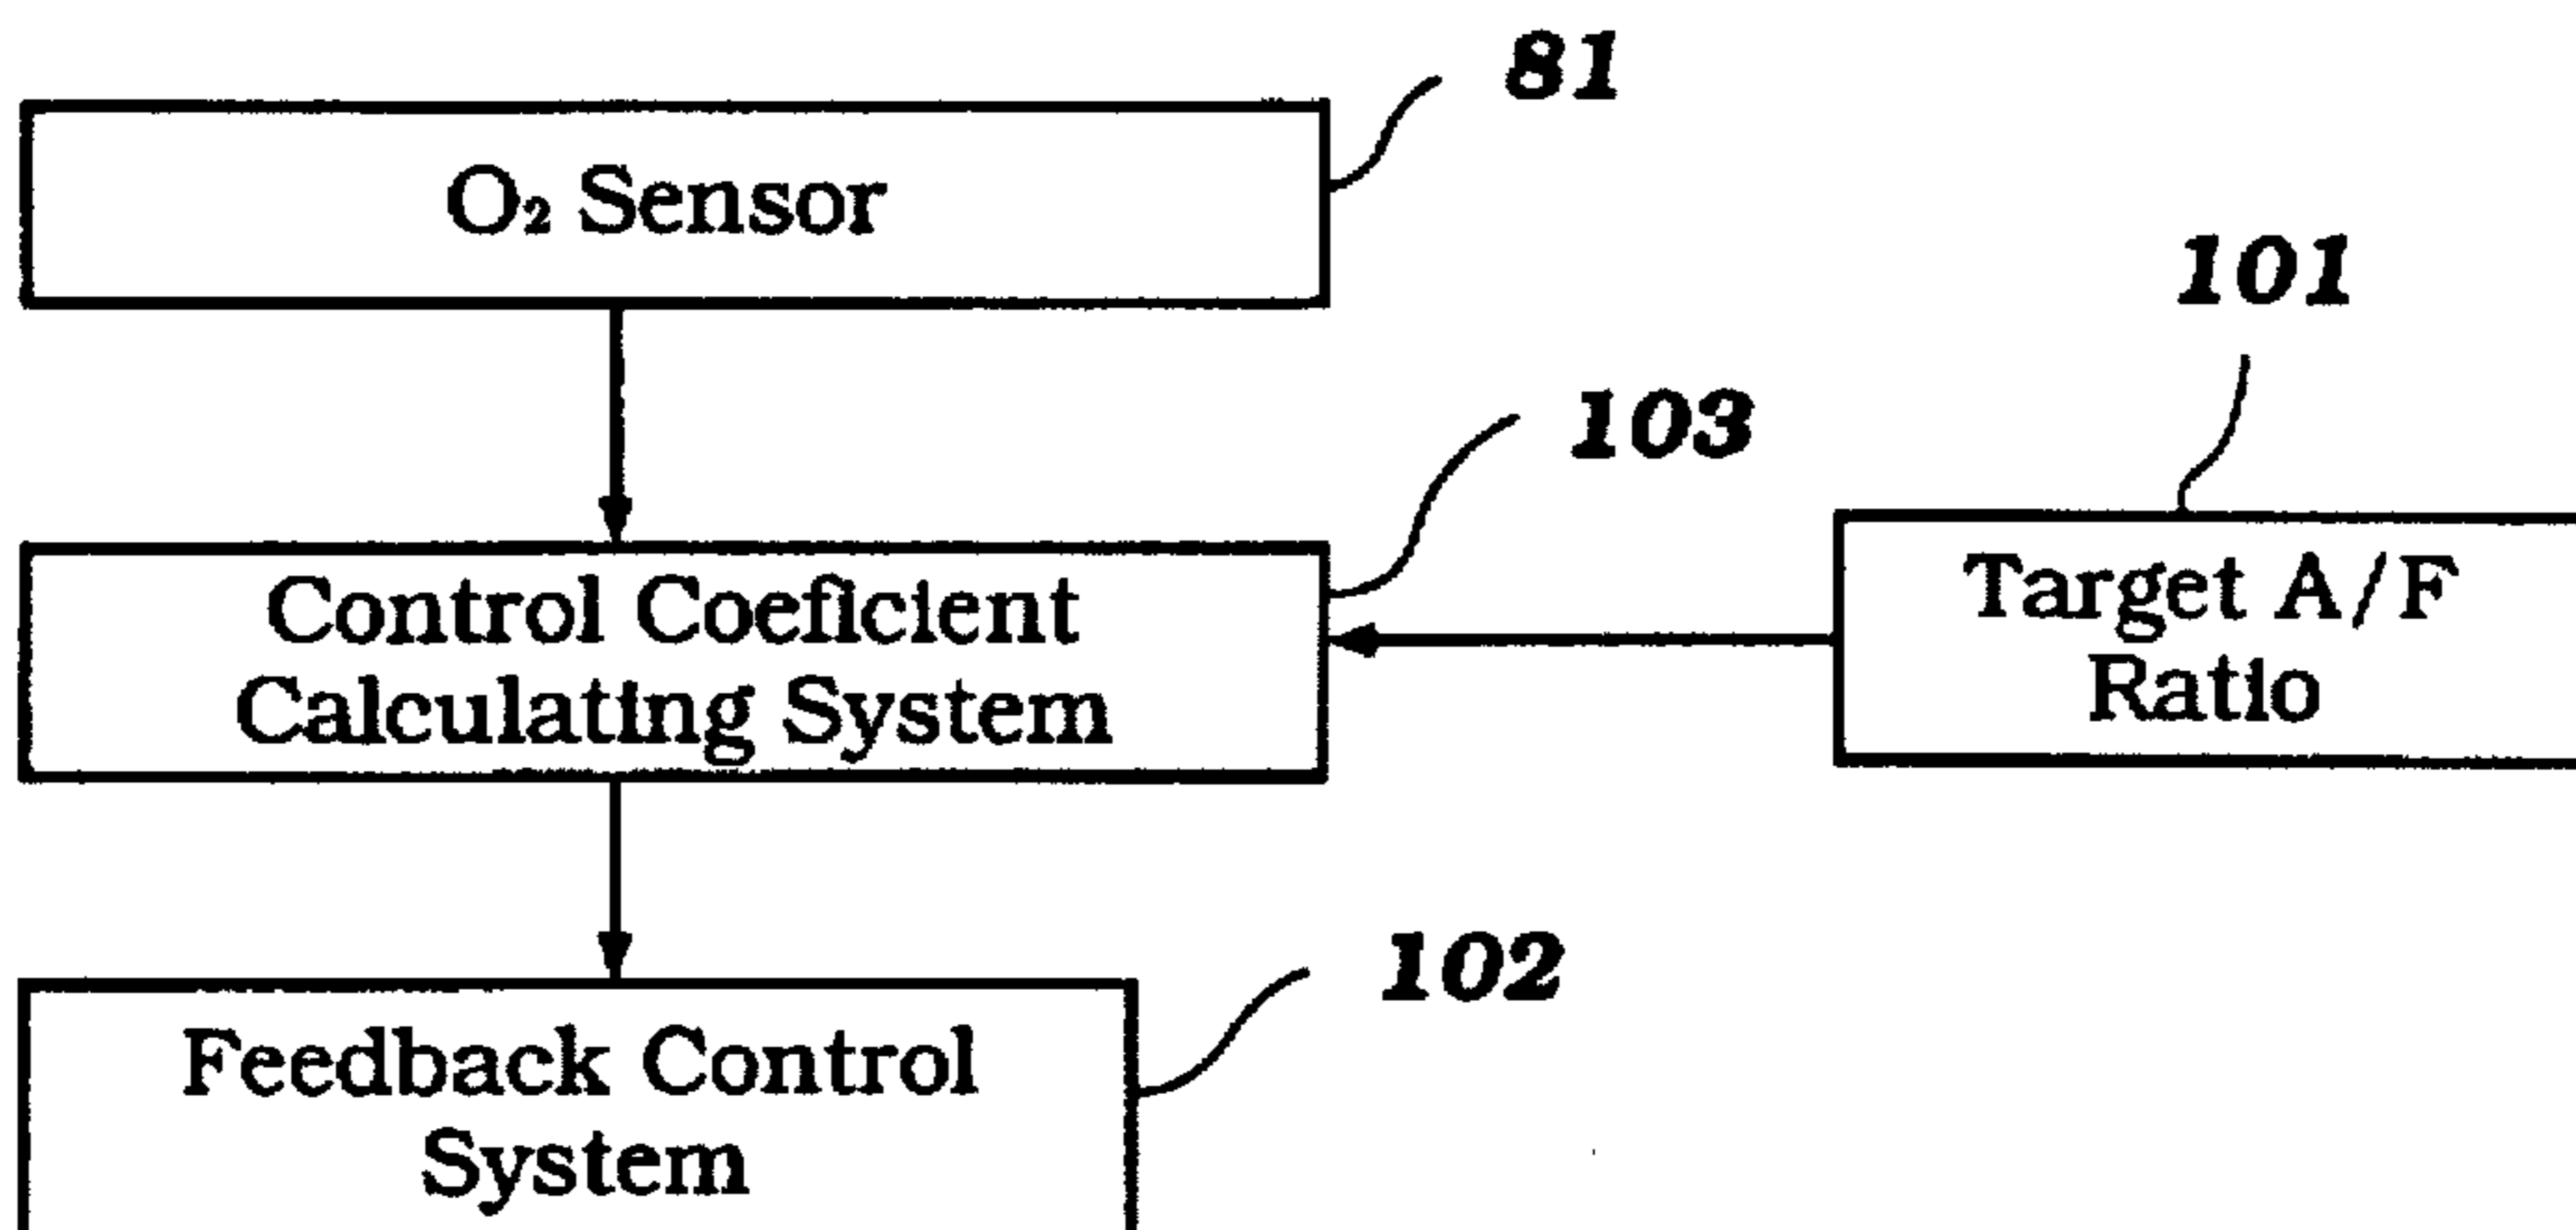 81
O₂ Sensor
101
103
Control Coeficient
Calculating System
Target A/F
Ratio
102
Feedback Control
System